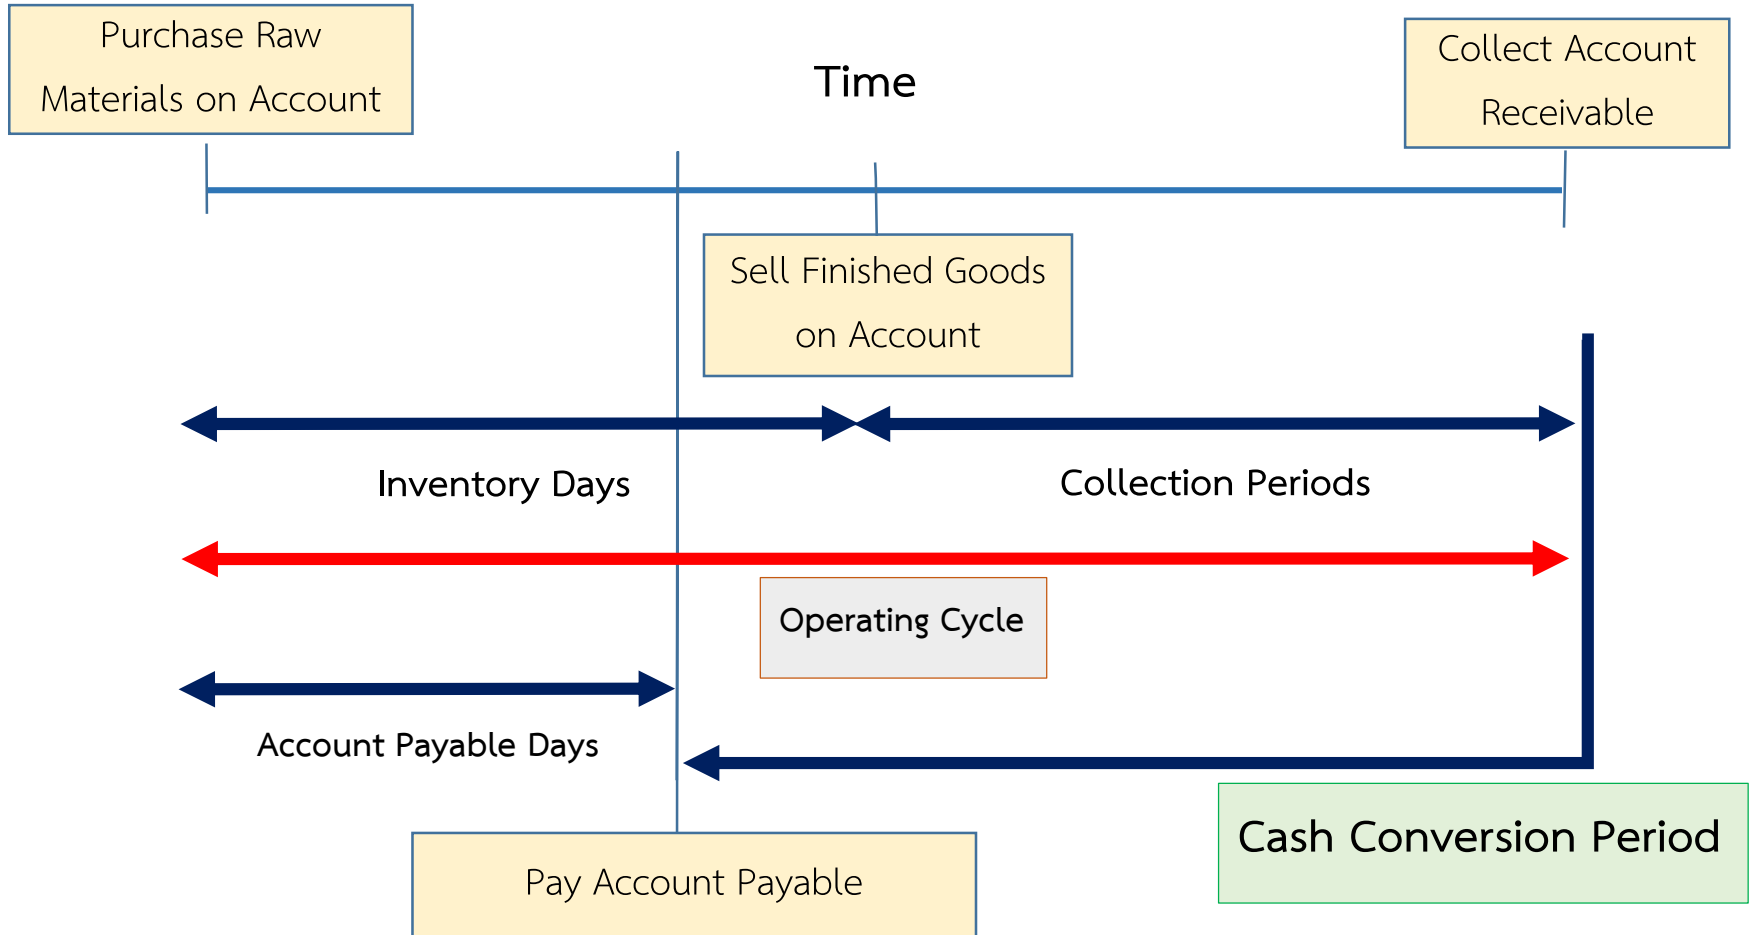 Purchase Raw
Materials on Account
Time
Collect Account
Receivable
Sell Finished Goods
on Account
Inventory Days
Collection Periods
Operating Cycle
Account Payable Days
Cash Conversion Period
Pay Account Payable